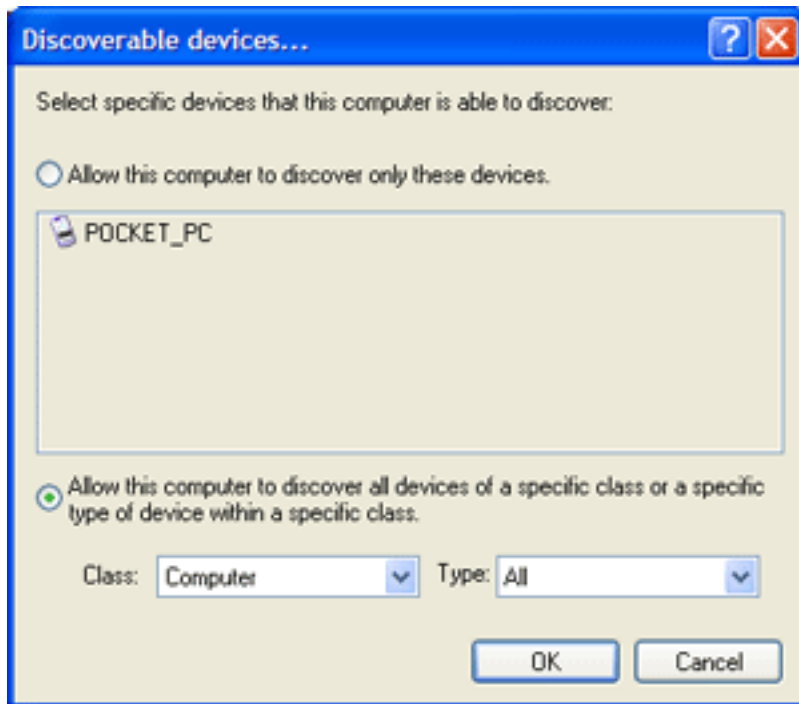 Discoverable devices...
Select specific devices that this computer is able to discover:
Allow this computer to discover only these devices.
POCKET_PC
Allow this computer to discover all devices of a specific class or a specific
type of device within a specific class.
Class: Computer Type: All
OK Cancel